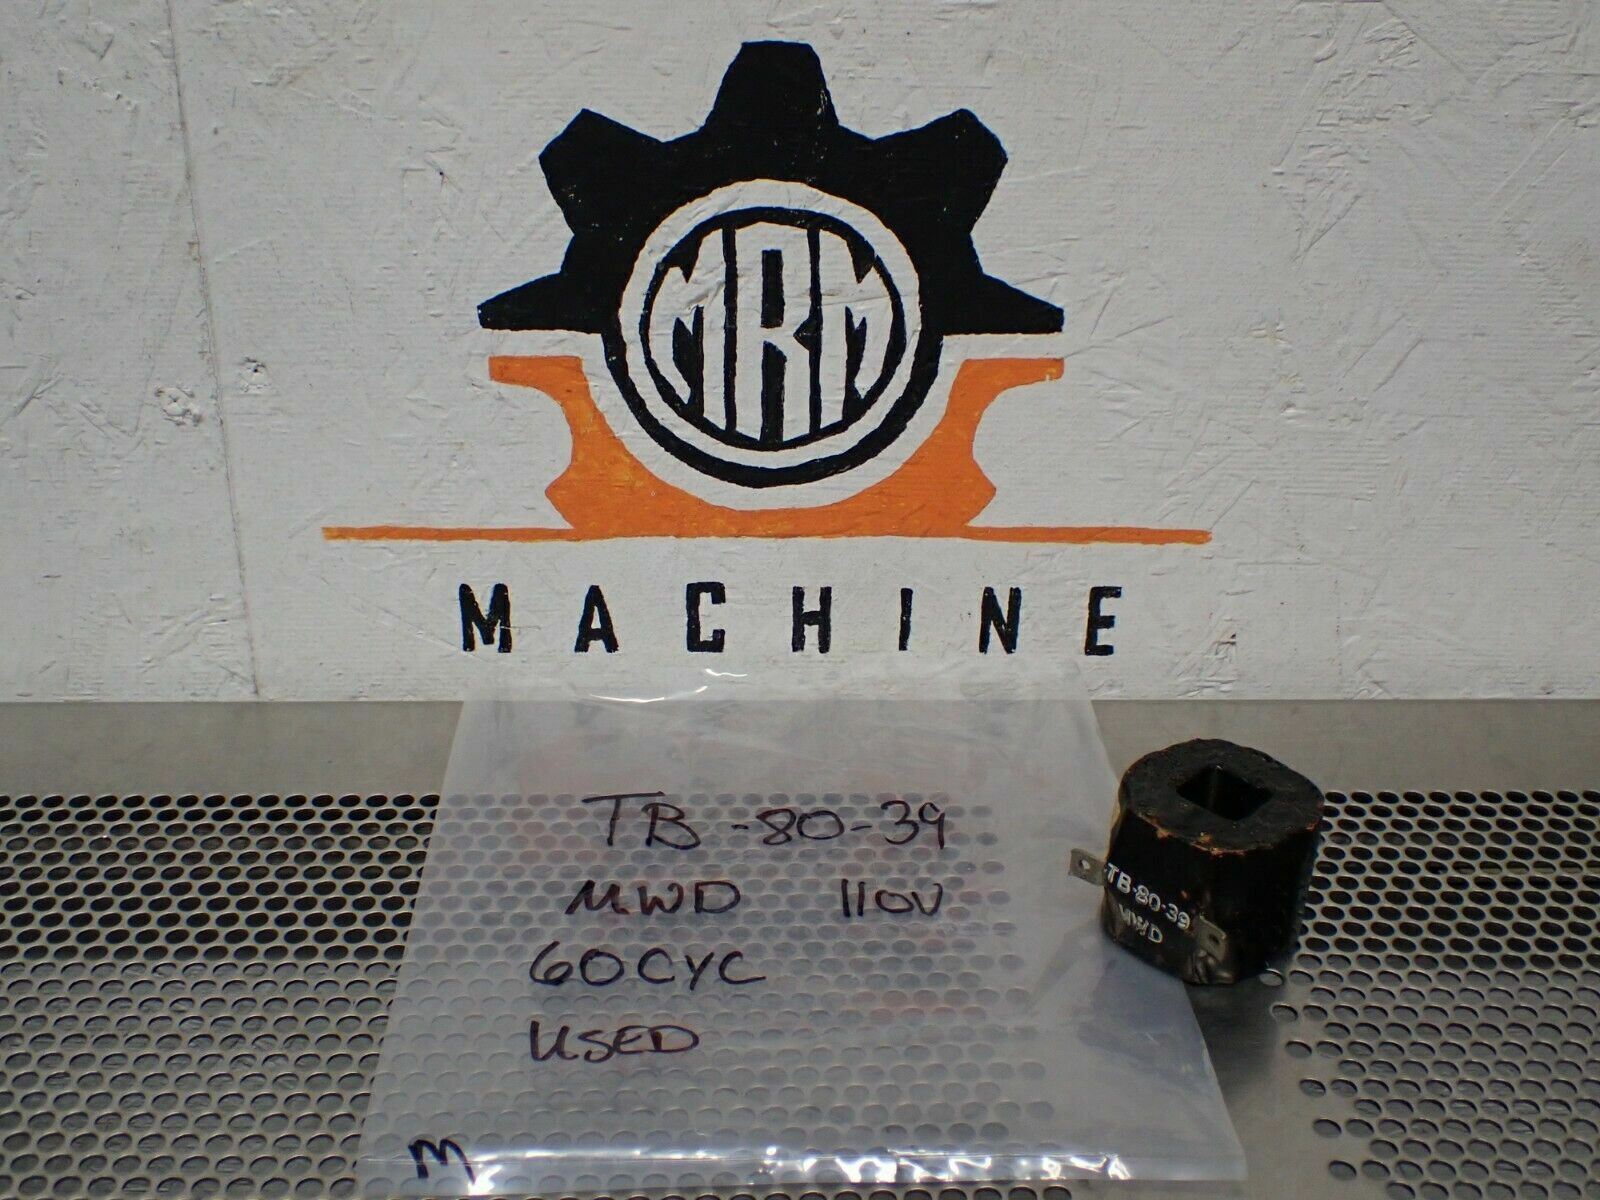 MRM
MACHINE
TB-80-39
MWD 110V
60CYC
USED
M
TB-80-39
MWD